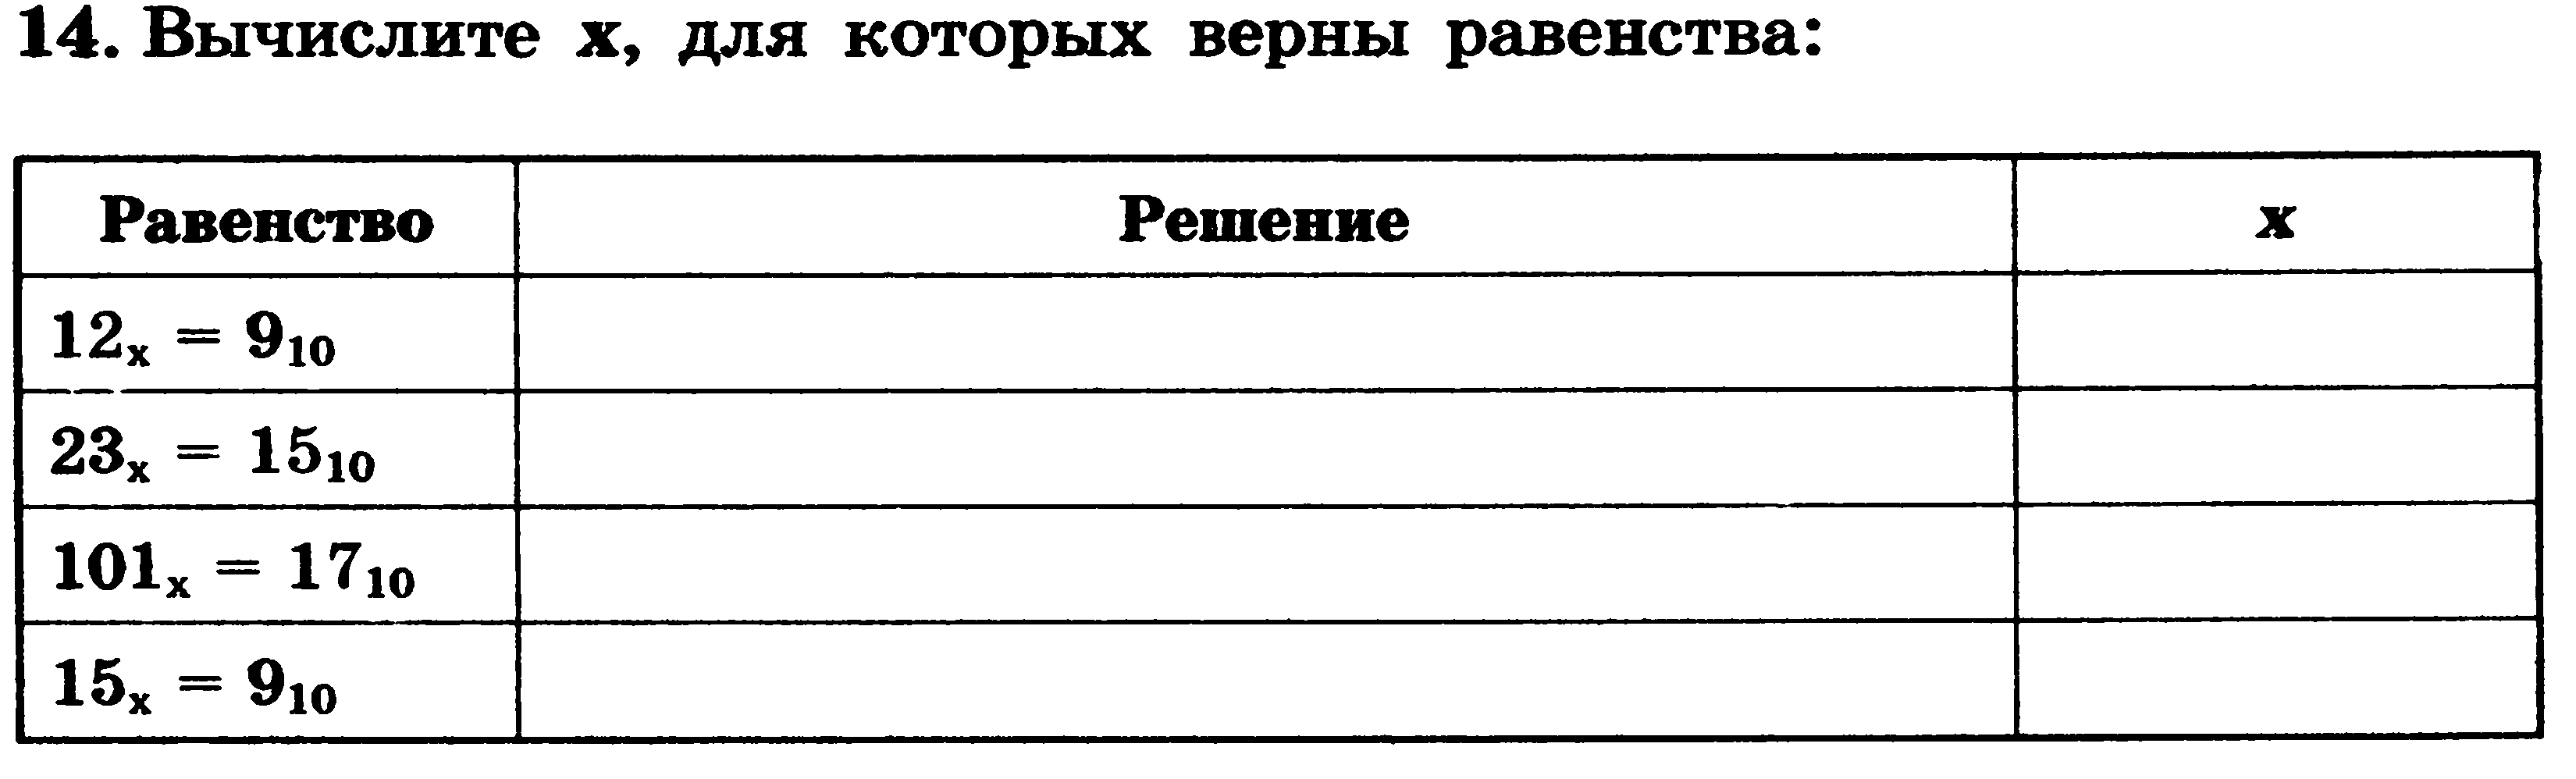 14. Вычислите x, для которых верны равенства:
Равенство Решение x
12ₓ = 9₁₀
23ₓ = 15₁₀
101ₓ = 17₁₀
15ₓ = 9₁₀